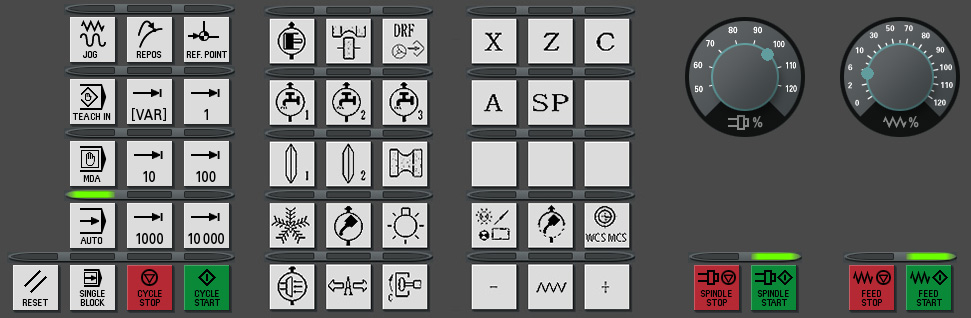 JOG
REPOS
REF. POINT
DRF
X
Z
C
50
60
70
80
90
100
110
120
%
0
2
6
10
20
40
60
70
80
90
100
110
120
%
TEACH IN
[VAR]
1
1
2
3
A
SP
MDA
10
100
1
2
AUTO
1000
10 000
WCS MCS
RESET
SINGLE
BLOCK
CYCLE
STOP
CYCLE
START
A
C
-
+
SPINDLE
STOP
SPINDLE
START
FEED
STOP
FEED
START